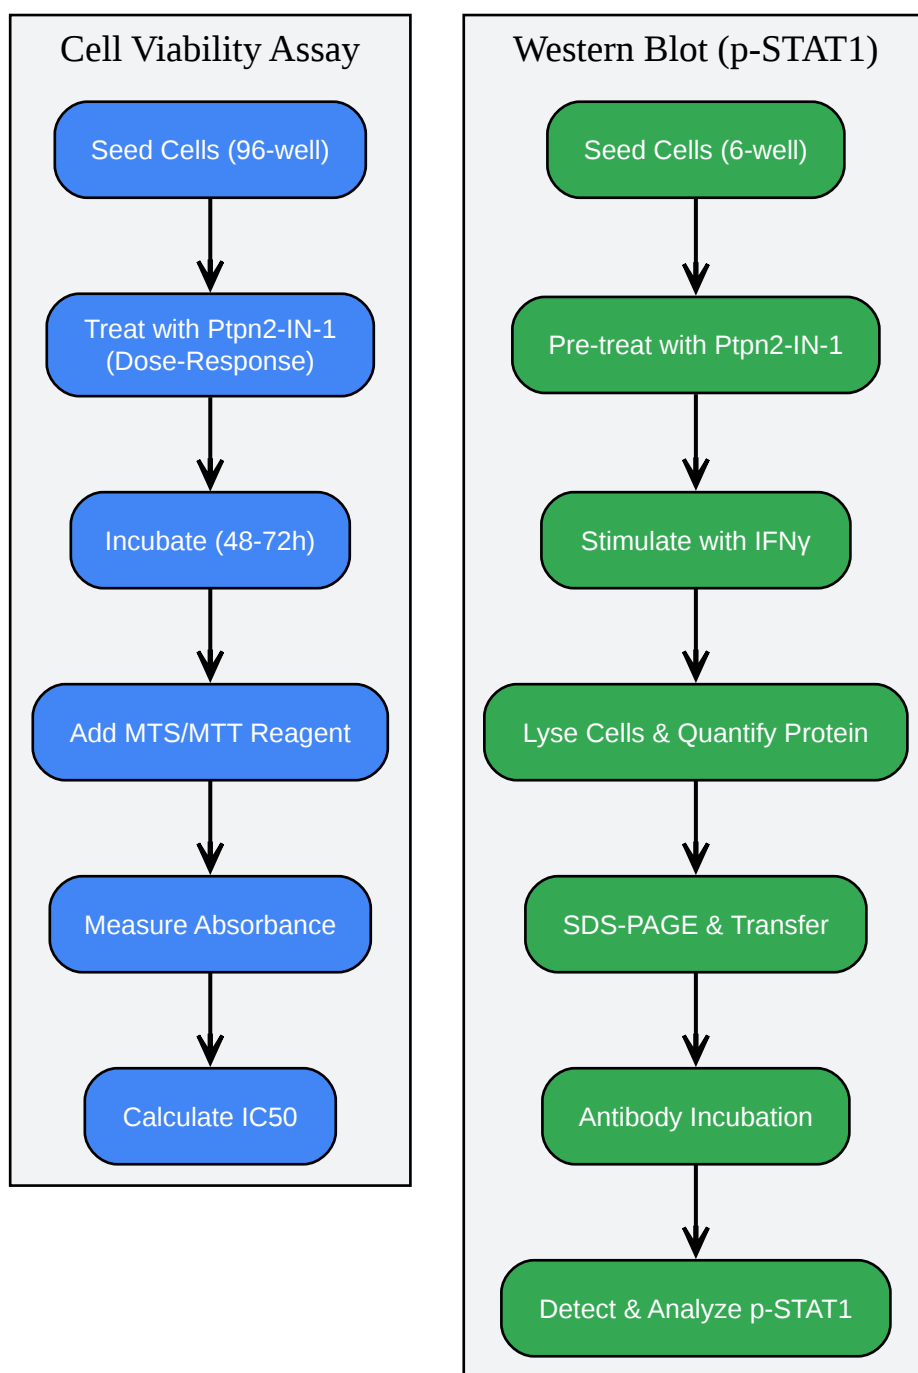 Cell Viability Assay
Seed Cells (96-well)
Treat with Ptpn2-IN-1
(Dose-Response)
Incubate (48-72h)
Add MTS/MTT Reagent
Measure Absorbance
Calculate IC50
Western Blot (p-STAT1)
Seed Cells (6-well)
Pre-treat with Ptpn2-IN-1
Stimulate with IFNγ
Lyse Cells & Quantify Protein
SDS-PAGE & Transfer
Antibody Incubation
Detect & Analyze p-STAT1